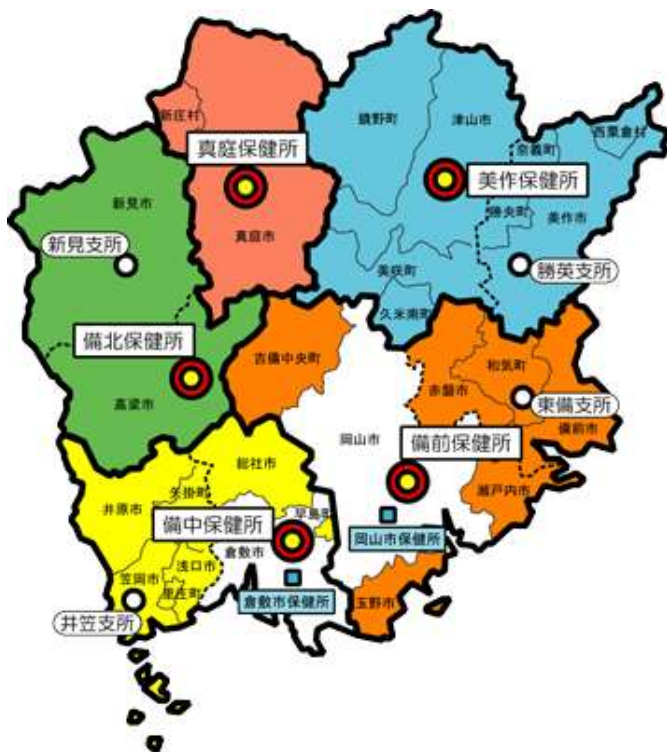 新庄村
鏡野町
津山市
西粟倉村
奈義町
真庭保健所
美作保健所
新見市
勝央町
美作市
真庭市
新見支所
美咲町
勝英支所
久米南町
備北保健所
吉備中央町
和気町
赤磐市
高梁市
東備支所
備前市
岡山市
備前保健所
総社市
瀬戸内市
矢掛町
井原市
早島町
備中保健所
岡山市保健所
倉敷市
浅口市
笠岡市
里庄町
倉敷市保健所
玉野市
井笠支所